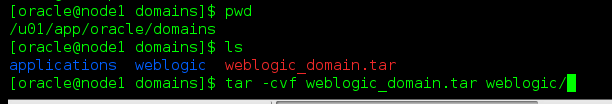 [oracle@node1 domains]$ pwd
/u01/app/oracle/domains
[oracle@node1 domains]$ ls
applications  weblogic  weblogic_domain.tar
[oracle@node1 domains]$ tar -cvf weblogic_domain.tar weblogic/